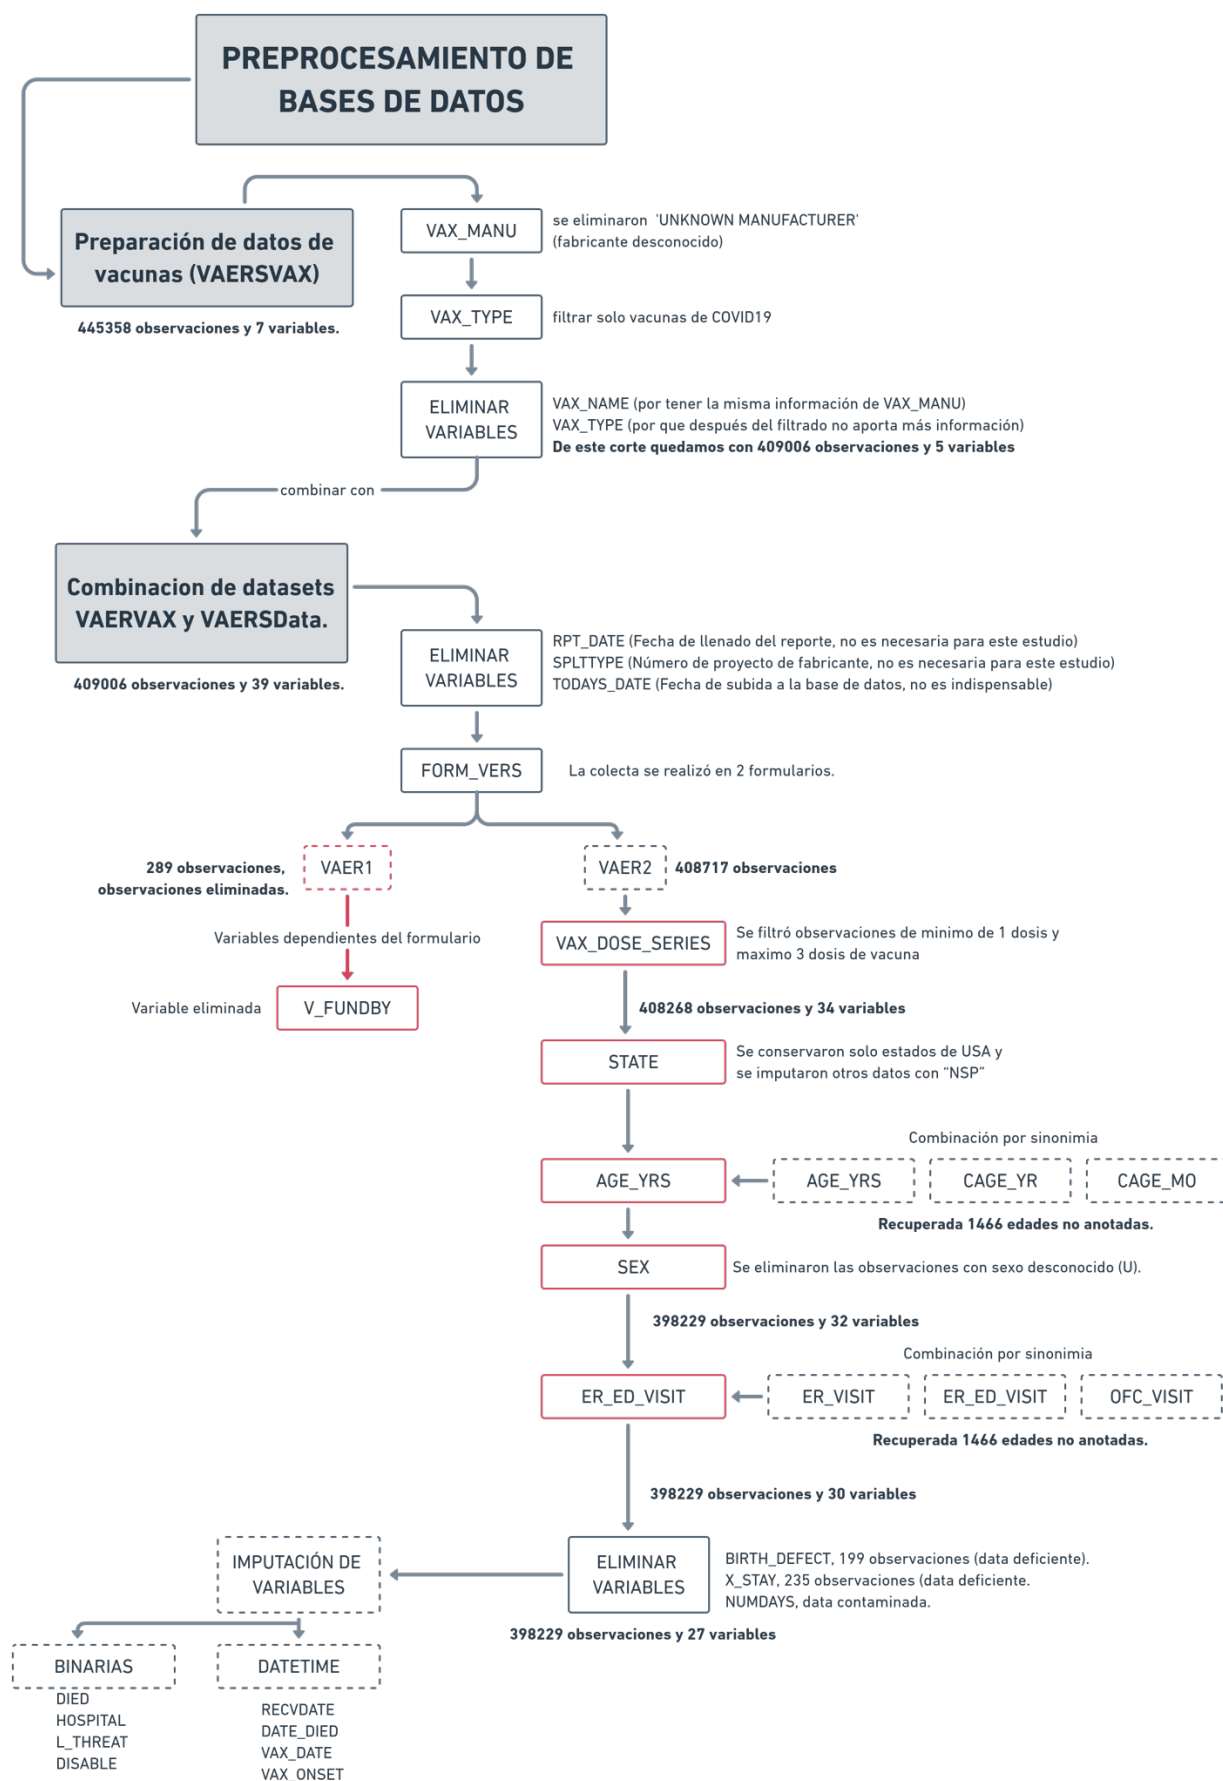 PREPROCESAMIENTO DE
BASES DE DATOS
Preparación de datos de
vacunas (VAERSVAX)
445358 observaciones y 7 variables.
VAX_MANU
se eliminaron 'UNKNOWN MANUFACTURER'
(fabricante desconocido)
VAX_TYPE
filtrar solo vacunas de COVID19
ELIMINAR
VARIABLES
VAX_NAME (por tener la misma información de VAX_MANU)
VAX_TYPE (por que después del filtrado no aporta más información)
De este corte quedamos con 409006 observaciones y 5 variables
combinar con
Combinacion de datasets
VAERVAX y VAERSData.
409006 observaciones y 39 variables.
ELIMINAR
VARIABLES
RPT_DATE (Fecha de llenado del reporte, no es necesaria para este estudio)
SPLTTYPE (Número de proyecto de fabricante, no es necesaria para este estudio)
TODAYS_DATE (Fecha de subida a la base de datos, no es indispensable)
FORM_VERS
La colecta se realizó en 2 formularios.
289 observaciones,
observaciones eliminadas.
VAER1
VAER2
408717 observaciones
Variables dependientes del formulario
Variable eliminada
V_FUNDBY
VAX_DOSE_SERIES
Se filtró observaciones de minimo de 1 dosis y
maximo 3 dosis de vacuna
408268 observaciones y 34 variables
STATE
Se conservaron solo estados de USA y
se imputaron otros datos con “NSP”
Combinación por sinonimia
AGE_YRS
AGE_YRS
CAGE_YR
CAGE_MO
Recuperada 1466 edades no anotadas.
SEX
Se eliminaron las observaciones con sexo desconocido (U).
398229 observaciones y 32 variables
Combinación por sinonimia
ER_ED_VISIT
ER_VISIT
ER_ED_VISIT
OFC_VISIT
Recuperada 1466 edades no anotadas.
398229 observaciones y 30 variables
ELIMINAR
VARIABLES
BIRTH_DEFECT, 199 observaciones (data deficiente).
X_STAY, 235 observaciones (data deficiente.
NUMDAYS, data contaminada.
398229 observaciones y 27 variables
IMPUTACIÓN DE
VARIABLES
BINARIAS
DIED
HOSPITAL
L_THREAT
DISABLE
DATETIME
RECVDATE
DATE_DIED
VAX_DATE
VAX_ONSET